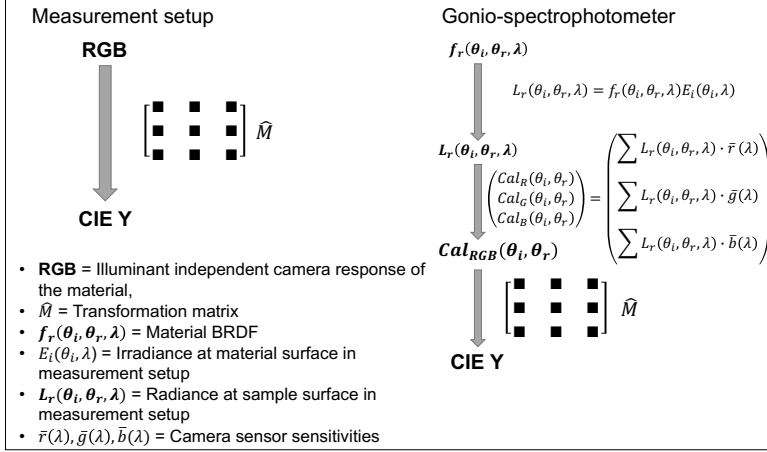 Measurement setup
RGB
M̂
CIE Y
• RGB = Illuminant independent camera response of
the material,
• M̂ = Transformation matrix
• f_r(θ_i, θ_r, λ) = Material BRDF
• E_i(θ_i, λ) = Irradiance at material surface in
measurement setup
• L_r(θ_i, θ_r, λ) = Radiance at sample surface in
measurement setup
• r̄(λ), ḡ(λ), b̄(λ) = Camera sensor sensitivities
Gonio-spectrophotometer
f_r(θ_i, θ_r, λ)
L_r(θ_i, θ_r, λ) = f_r(θ_i, θ_r, λ)E_i(θ_i, λ)
L_r(θ_i, θ_r, λ)
(Cal_R(θ_i, θ_r)
Cal_G(θ_i, θ_r)
Cal_B(θ_i, θ_r)) =
(∑ L_r(θ_i, θ_r, λ) · r̄(λ)
∑ L_r(θ_i, θ_r, λ) · ḡ(λ)
∑ L_r(θ_i, θ_r, λ) · b̄(λ))
Cal_RGB(θ_i, θ_r)
M̂
CIE Y